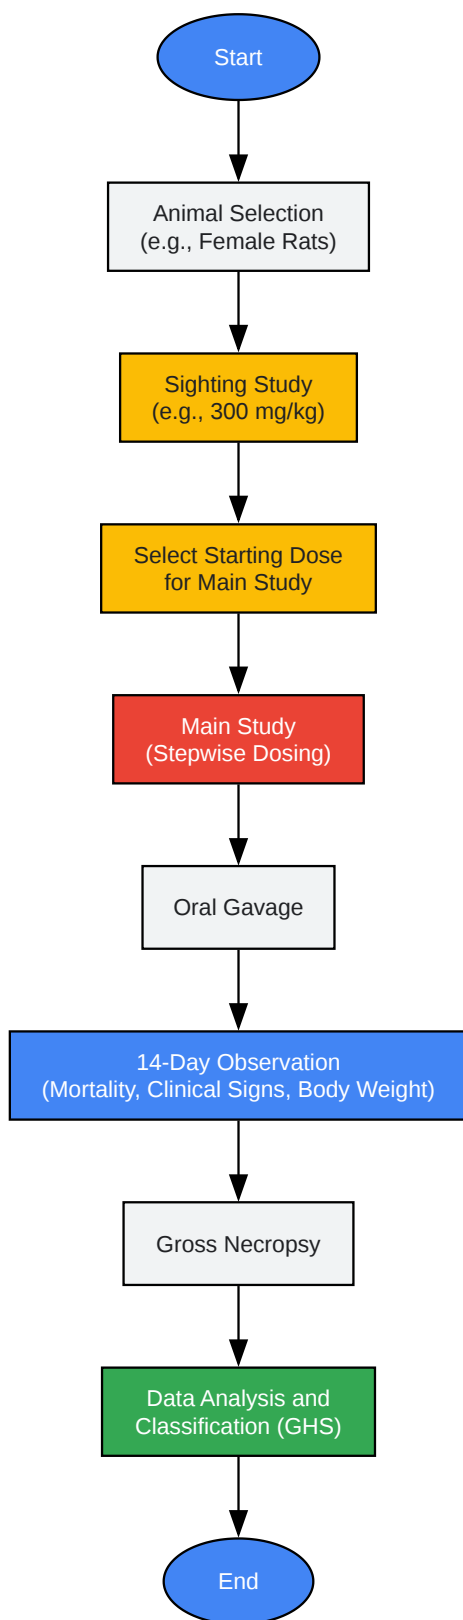 Start
Animal Selection
(e.g., Female Rats)
Sighting Study
(e.g., 300 mg/kg)
Select Starting Dose
for Main Study
Main Study
(Stepwise Dosing)
Oral Gavage
14-Day Observation
(Mortality, Clinical Signs, Body Weight)
Gross Necropsy
Data Analysis and
Classification (GHS)
End